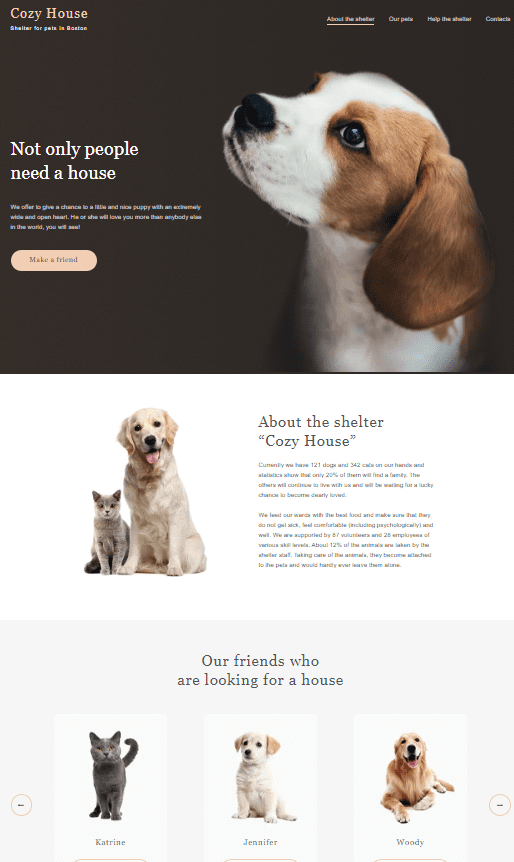 Cozy House
Shelter for pets in Boston
About the shelter Our pets Help the shelter Contacts
Not only people
need a house
We offer to give a chance to a little and nice puppy with an extremely
wide and open heart. He or she will love you more than anybody else
in the world, you will see!
Make a friend
About the shelter
“Cozy House”
Currently we have 121 dogs and 342 cats on our hands and
statistics show that only 20% of them will find a family. The
others will continue to live with us and will be waiting for a lucky
chance to become dearly loved.
We feed our wards with the best food and make sure that they
do not get sick, feel comfortable (including psychologically) and
well. We are supported by 87 volunteers and 28 employees of
various skill levels. About 12% of the animals are taken by the
shelter staff. Taking care of the animals, they become attached
to the pets and would hardly ever leave them alone.
Our friends who
are looking for a house
Katrine Jennifer Woody